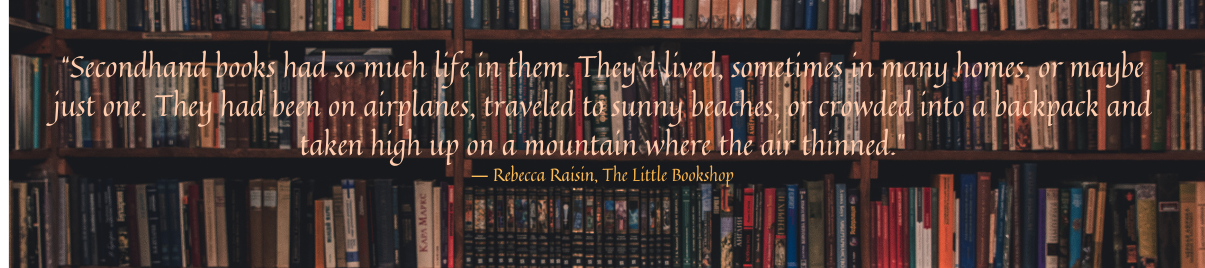 "Secondhand books had so much life in them. They'd lived, sometimes in many homes, or maybe
just one. They had been on airplanes, traveled to sunny beaches, or crowded into a backpack and
taken high up on a mountain where the air thinned."
— Rebecca Raisin, The Little Bookshop
КАРЛ МАРКС